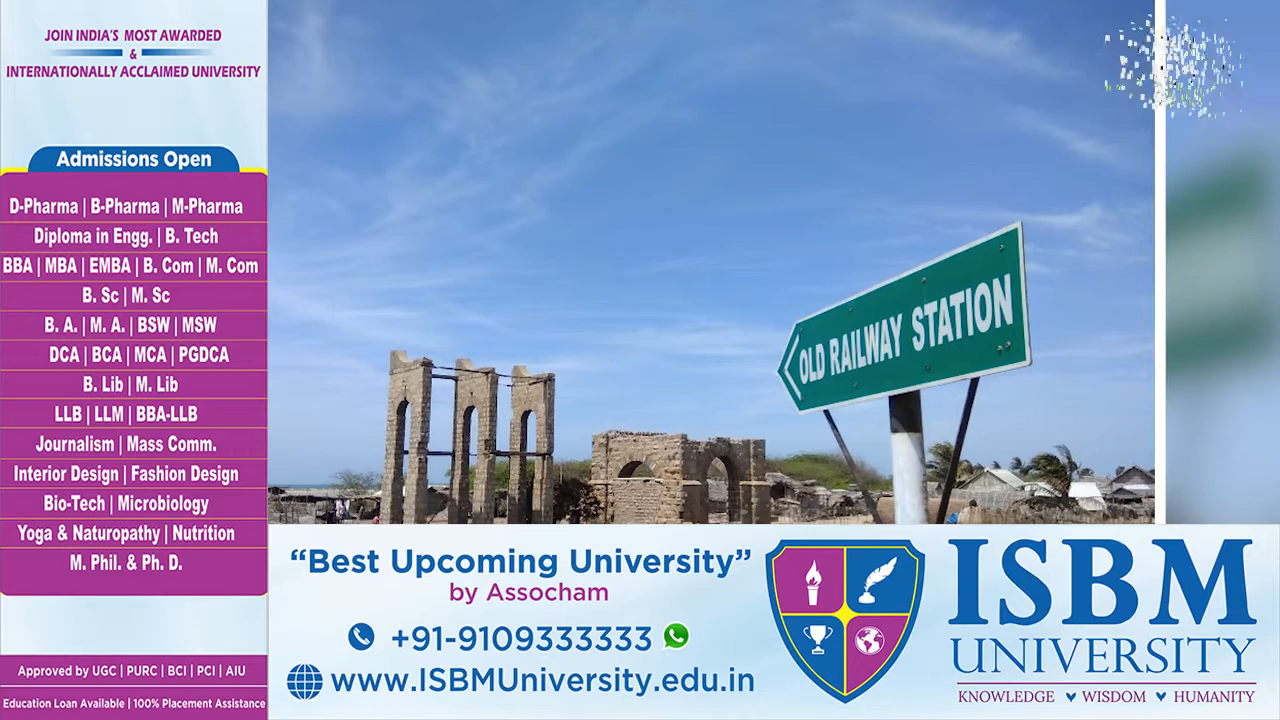 JOIN INDIA'S MOST AWARDED
&
INTERNATIONALLY ACCLAIMED UNIVERSITY
Admissions Open
D-Pharma | B-Pharma | M-Pharma
Diploma in Engg. | B. Tech
BBA | MBA | EMBA | B. Com | M. Com
B. Sc | M. Sc
B. A. | M. A. | BSW | MSW
DCA | BCA | MCA | PGDCA
B. Lib | M. Lib
LLB | LLM | BBA-LLB
Journalism | Mass Comm.
Interior Design | Fashion Design
Bio-Tech | Microbiology
Yoga & Naturopathy | Nutrition
M. Phil. & Ph. D.
Approved by UGC | PURC | BCI | PCI | AIU
Education Loan Available | 100% Placement Assistance
OLD RAILWAY STATION
“Best Upcoming University”
by Assocham
+91-9109333333
www.ISBMUniversity.edu.in
ISBM
UNIVERSITY
KNOWLEDGE ♥ WISDOM ♥ HUMANITY